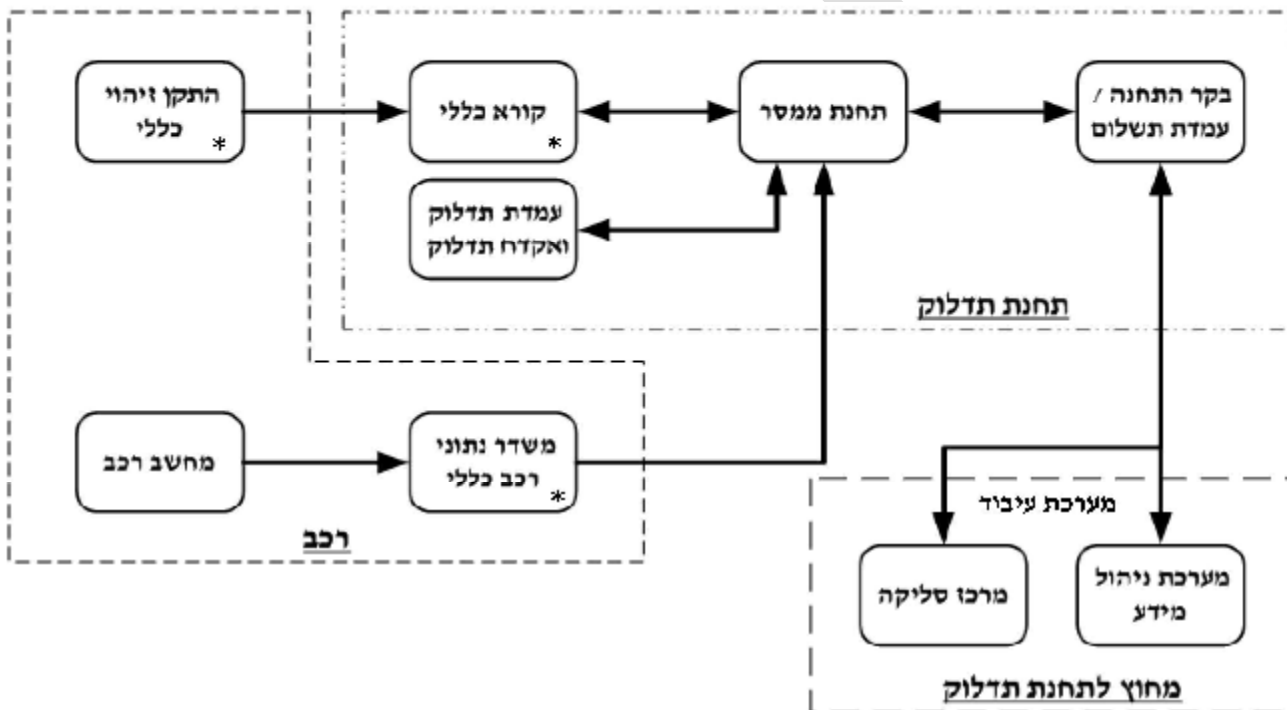 התקן זיהוי
כללי
*
קורא כללי
*
תחנת ממסר
בקר התחנה /
עמדת תשלום
עמדת תדלוק
ואקדח תדלוק
תחנת תדלוק
מחשב רכב
משדר נתוני
רכב כללי
*
רכב
מערכת עיבוד
מרכז סליקה
מערכת ניהול
מידע
מחוץ לתחנת תדלוק